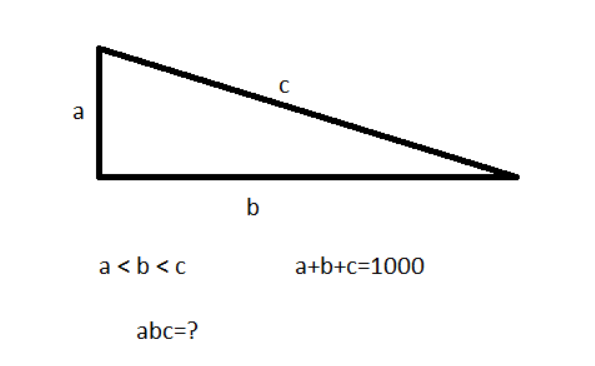 c
a
b
a < b < c
a+b+c=1000
abc=?